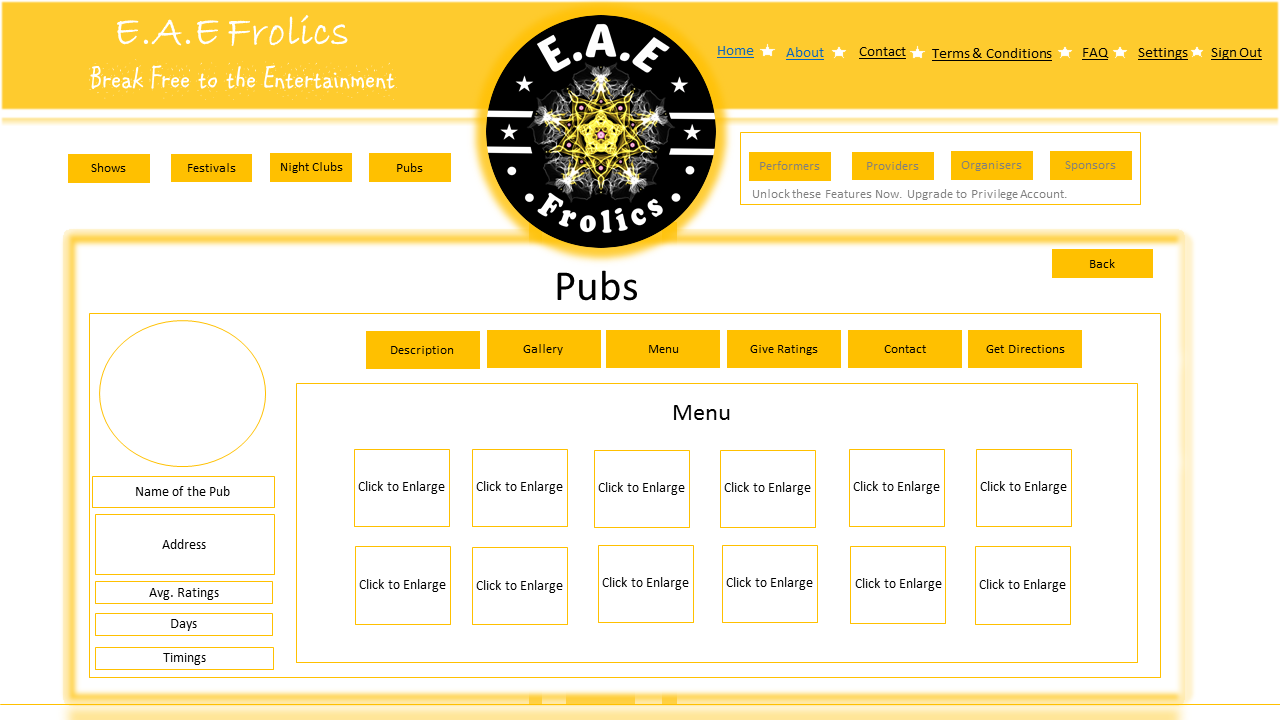 E.A.E Frolics
Break Free to the Entertainment
E.A.E
Frolics
Home About Contact Terms & Conditions FAQ Settings Sign Out
Shows Festivals Night Clubs Pubs
Performers Providers Organisers Sponsors
Unlock these Features Now. Upgrade to Privilege Account.
Back
Pubs
Description Gallery Menu Give Ratings Contact Get Directions
Menu
Click to Enlarge Click to Enlarge Click to Enlarge Click to Enlarge Click to Enlarge Click to Enlarge
Click to Enlarge Click to Enlarge Click to Enlarge Click to Enlarge Click to Enlarge Click to Enlarge
Name of the Pub
Address
Avg. Ratings
Days
Timings